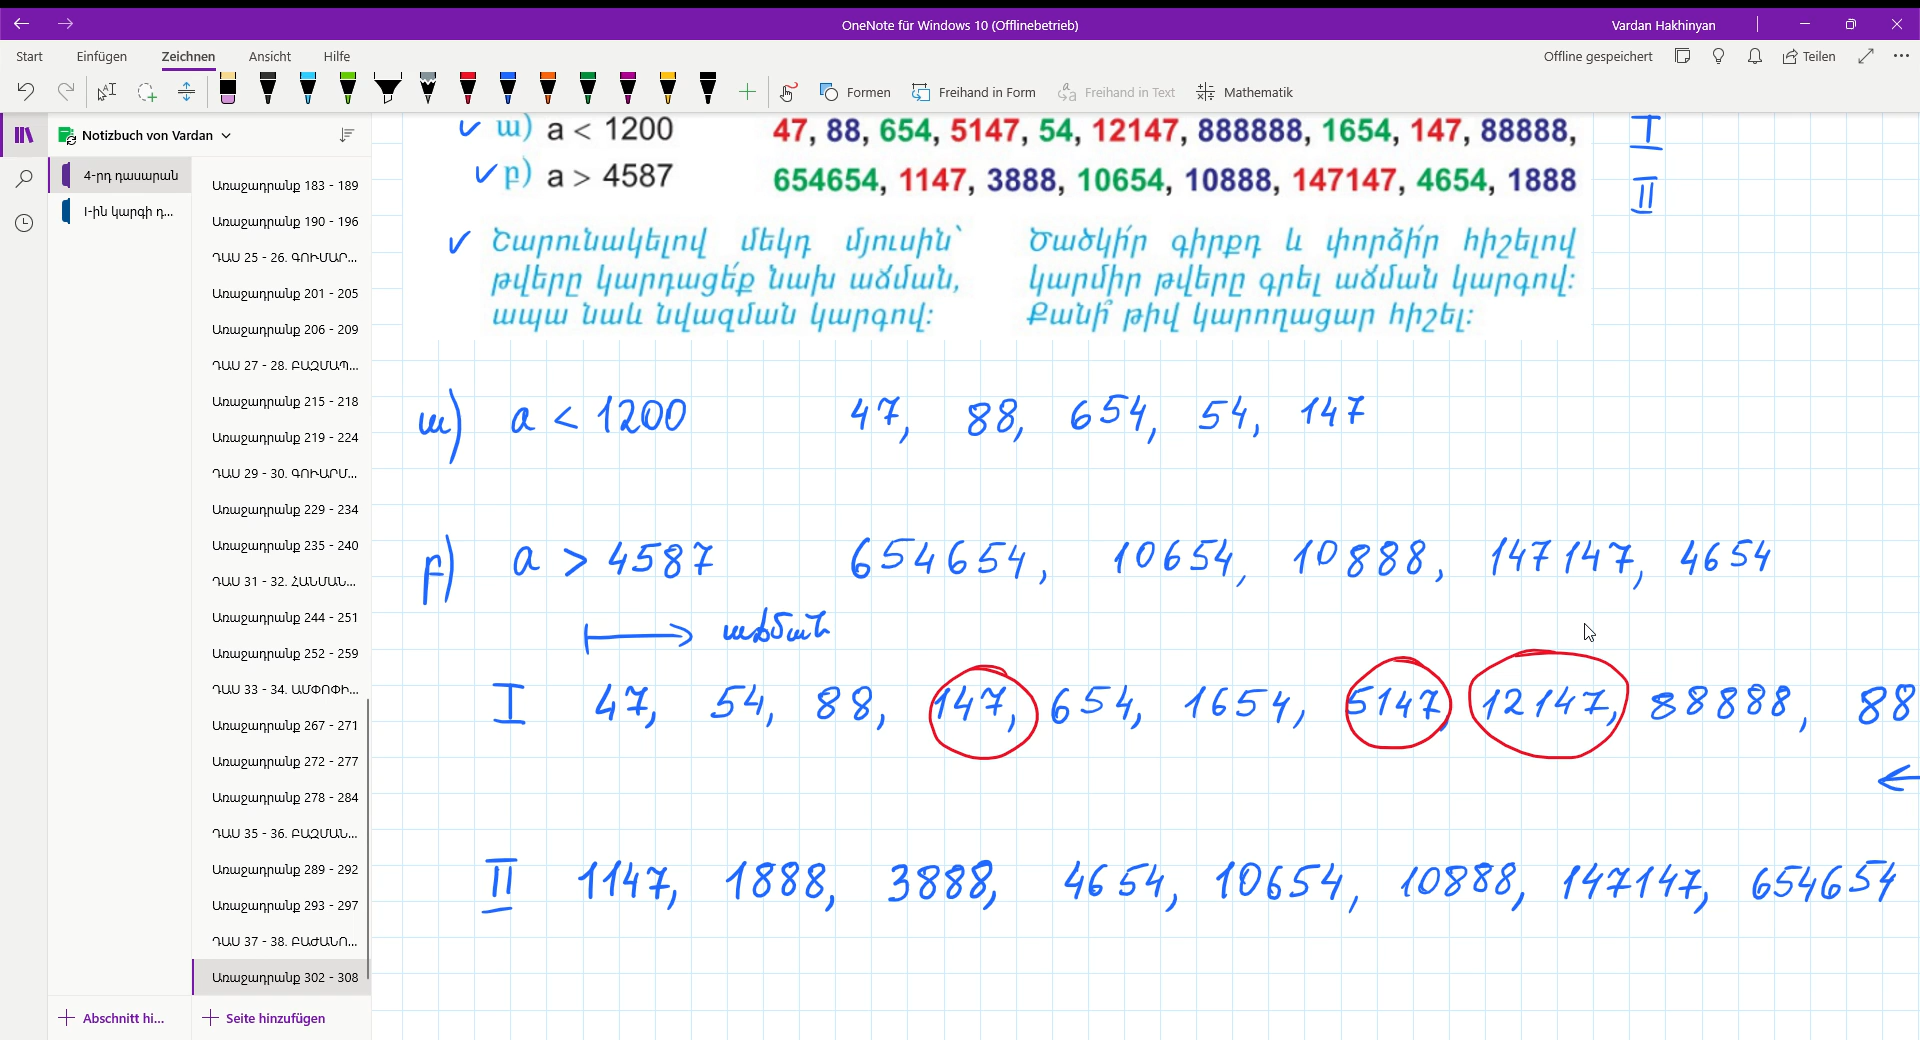 OneNote für Windows 10 (Offlinebetrieb)
Vardan Hakhinyan
Start Einfügen Zeichnen Ansicht Hilfe
Offline gespeichert Teilen
Formen Freihand in Form Freihand in Text Mathematik
Notizbuch von Vardan
4-րդ դասարան
I-ին կարգի դ...
Առաջադրանք 183 - 189
Առաջադրանք 190 - 196
ԴԱՍ 25 - 26. ԳՈՒՄԱՐ...
Առաջադրանք 201 - 205
Առաջադրանք 206 - 209
ԴԱՍ 27 - 28. ԲԱԶՄԱՊ...
Առաջադրանք 215 - 218
Առաջադրանք 219 - 224
ԴԱՍ 29 - 30. ԳՈՒԱՐՄ...
Առաջադրանք 229 - 234
Առաջադրանք 235 - 240
ԴԱՍ 31 - 32. ՀԱՆՄԱՆ...
Առաջադրանք 244 - 251
Առաջադրանք 252 - 259
ԴԱՍ 33 - 34. ԱՄՓՈՓԻ...
Առաջադրանք 267 - 271
Առաջադրանք 272 - 277
Առաջադրանք 278 - 284
ԴԱՍ 35 - 36. ԲԱԶՄԱՆ...
Առաջադրանք 289 - 292
Առաջադրանք 293 - 297
ԴԱՍ 37 - 38. ԲԱԺԱՆՈ...
Առաջադրանք 302 - 308
Abschnitt hi...
Seite hinzufügen
ա) a < 1200 47, 88, 654, 5147, 54, 12147, 888888, 1654, 147, 88888, I
բ) a > 4587 654654, 1147, 3888, 10654, 10888, 147147, 4654, 1888 II
Շարունակելով մեկդ մյուսին՝
թվերը կարդացե՛ք նախ աճման,
ապա նաև նվազման կարգով:
Ծածկի՛ր գիրքդ և փորձի՛ր հիշելով
կարմիր թվերը գրել աճման կարգով:
Քանի՞ թիվ կարողացար հիշել:
ա) a < 1200 47, 88, 654, 54, 147
բ) a > 4587 654654, 10654, 10888, 147147, 4654
աճման
I 47, 54, 88, 147, 654, 1654, 5147, 12147, 88888, 88
II 1147, 1888, 3888, 4654, 10654, 10888, 147147, 654654